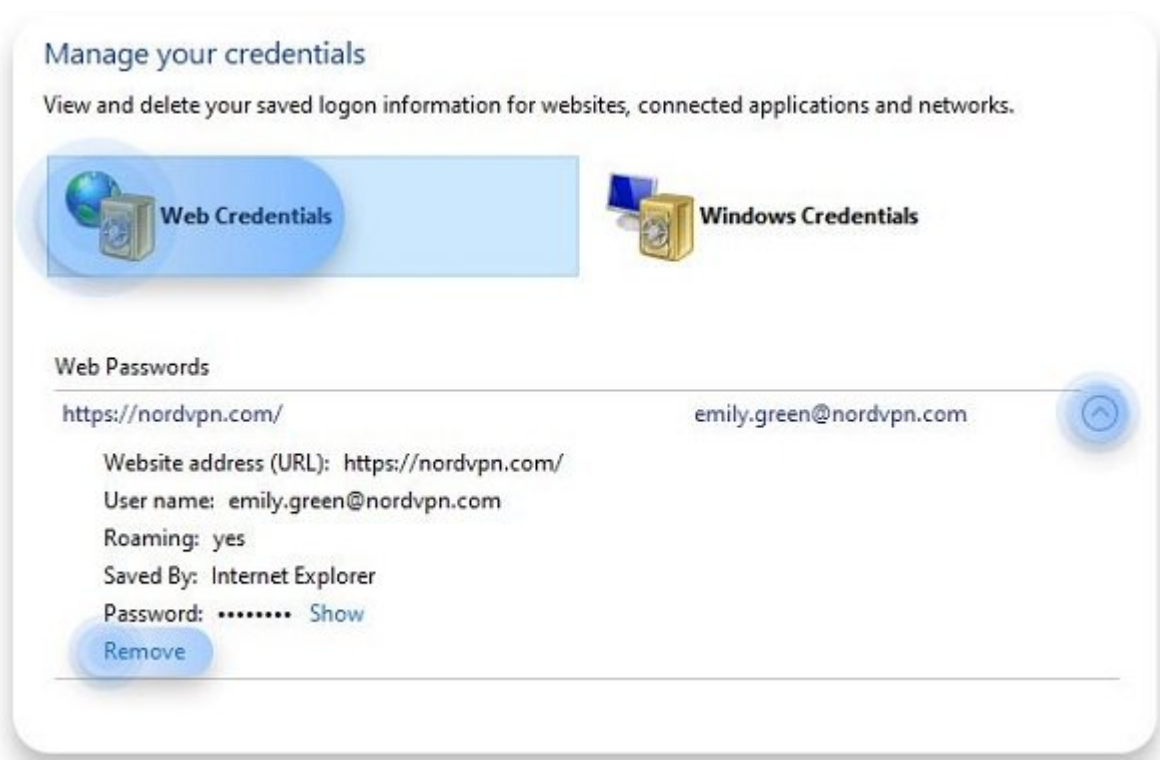 Manage your credentials
View and delete your saved logon information for websites, connected applications and networks.
Web Credentials
Windows Credentials
Web Passwords
https://nordvpn.com/ emily.green@nordvpn.com
Website address (URL): https://nordvpn.com/
User name: emily.green@nordvpn.com
Roaming: yes
Saved By: Internet Explorer
Password: •••••••• Show
Remove